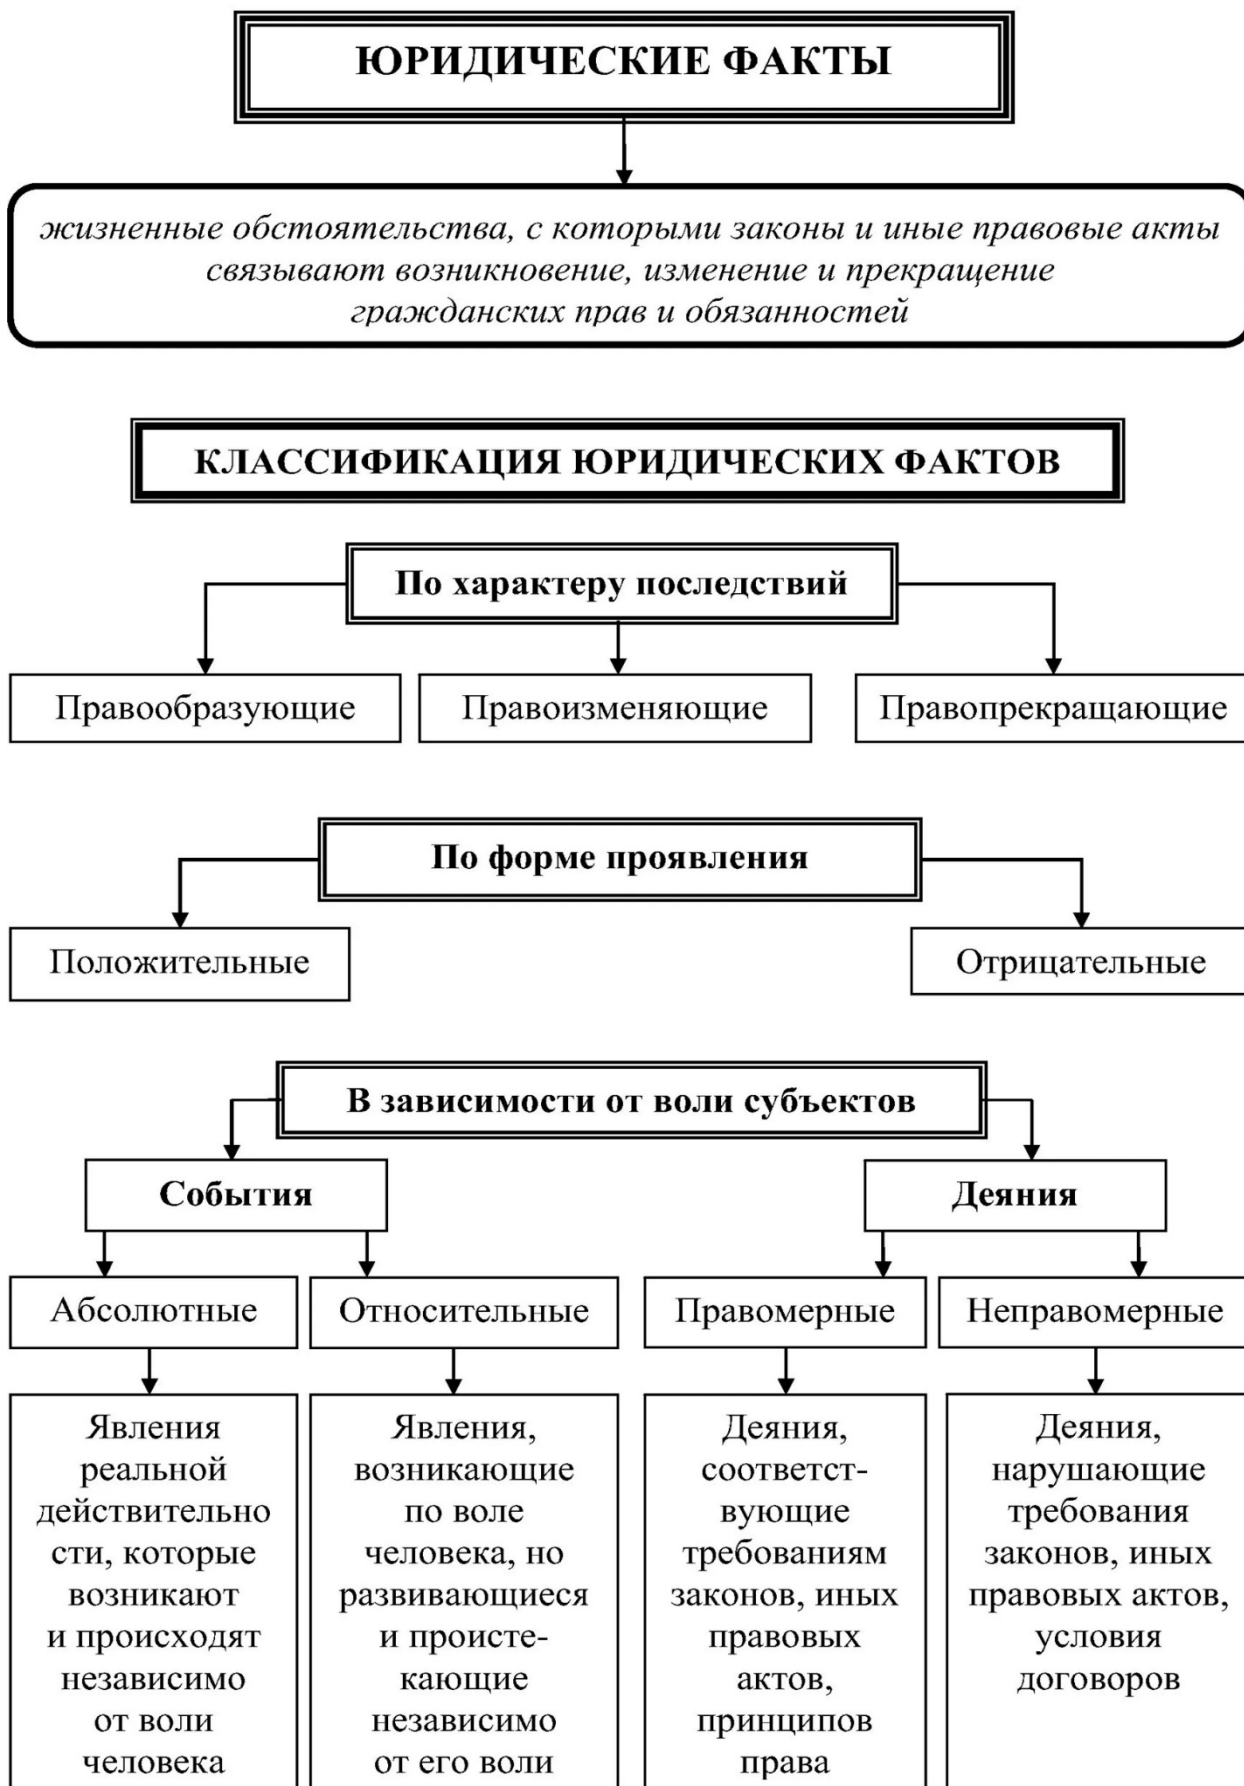 ЮРИДИЧЕСКИЕ ФАКТЫ
жизненные обстоятельства, с которыми законы и иные правовые акты
связывают возникновение, изменение и прекращение
гражданских прав и обязанностей
КЛАССИФИКАЦИЯ ЮРИДИЧЕСКИХ ФАКТОВ
По характеру последствий
Правообразующие
Правоизменяющие
Правопрекращающие
По форме проявления
Положительные
Отрицательные
В зависимости от воли субъектов
События
Деяния
Абсолютные
Относительные
Правомерные
Неправомерные
Явления
реальной
действительно
сти, которые
возникают
и происходят
независимо
от воли
человека
Явления,
возникающие
по воле
человека, но
развивающиеся
и происте-
кающие
независимо
от его воли
Деяния,
соответст-
вующие
требованиям
законов, иных
правовых
актов,
принципов
права
Деяния,
нарушающие
требования
законов, иных
правовых актов,
условия
договоров